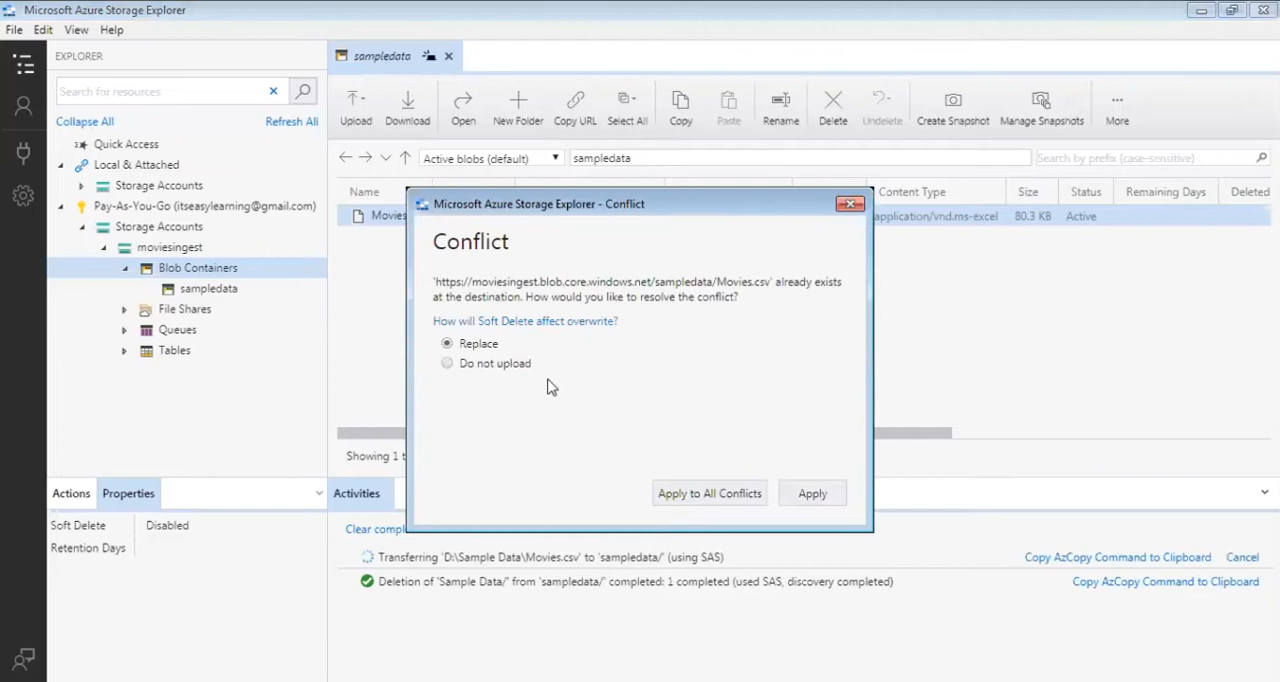 Microsoft Azure Storage Explorer
File Edit View Help
EXPLORER
Search for resources
Collapse All Refresh All
Quick Access
Local & Attached
Storage Accounts
Pay-As-You-Go (itseasylearning@gmail.com)
Storage Accounts
moviesingest
Blob Containers
sampledata
File Shares
Queues
Tables
Actions Properties
Soft Delete Disabled
Retention Days
sampledata
Upload Download Open New Folder Copy URL Select All Copy Paste Rename Delete Undelete Create Snapshot Manage Snapshots More
Active blobs (default) sampledata Search by prefix (case-sensitive)
Name Content Type Size Status Remaining Days Deleted
Movies application/vnd.ms-excel 80.3 KB Active
Showing 1 t
Microsoft Azure Storage Explorer - Conflict
Conflict
'https://moviesingest.blob.core.windows.net/sampledata/Movies.csv' already exists
at the destination. How would you like to resolve the conflict?
How will Soft Delete affect overwrite?
Replace
Do not upload
Apply to All Conflicts Apply
Activities
Clear compl
Transferring 'D:\Sample Data\Movies.csv' to 'sampledata/' (using SAS) Copy AzCopy Command to Clipboard Cancel
Deletion of 'Sample Data/' from 'sampledata/' completed: 1 completed (used SAS, discovery completed) Copy AzCopy Command to Clipboard